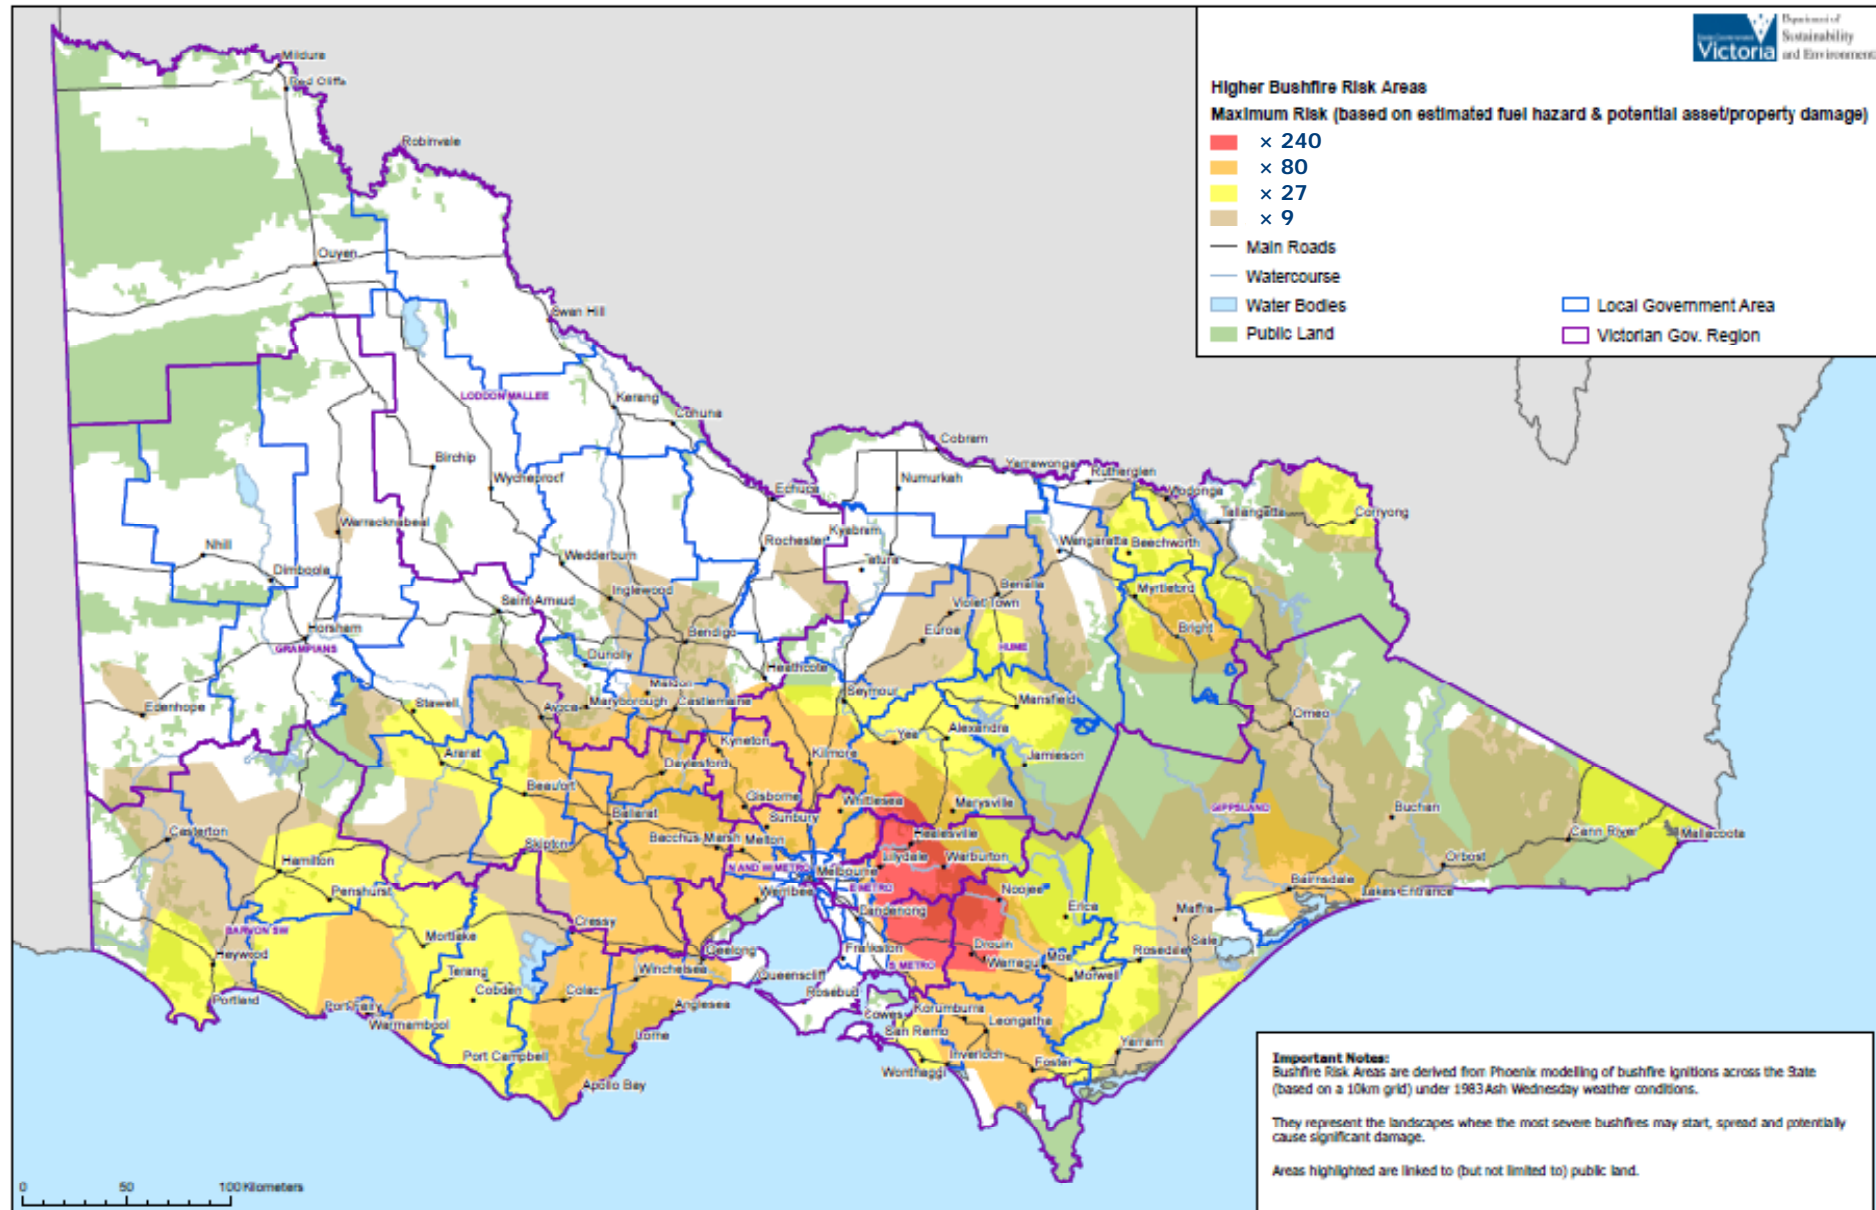 Department of
Sustainability
and Environment
Victoria
Higher Bushfire Risk Areas
Maximum Risk (based on estimated fuel hazard & potential asset/property damage)
× 240
× 80
× 27
× 9
Main Roads
Watercourse
Water Bodies
Public Land
Local Government Area
Victorian Gov. Region
Mildura
Red Cliffs
Robinvale
Ouyen
Swan Hill
LODDON MALLEE
Kerang
Cohuna
Birchip
Wycheproof
Echuca
Cobram
Numurkah
Yarrawonga
Rutherglen
Wodonga
Tallangatta
Corryong
Warracknabeal
Nhill
Dimboola
Wedderburn
Rochester
Kyabram
Tatura
Wangaratta
Beechworth
Inglewood
Saint Arnaud
Benalla
Violet Town
Myrtleford
Horsham
GRAMPIANS
Bendigo
Euroa
Bright
Dunolly
Heathcote
HUME
Edenhope
Stawell
Avoca
Maryborough
Maldon
Castlemaine
Seymour
Mansfield
Omeo
Ararat
Kyneton
Kilmore
Yea
Alexandra
Jamieson
Daylesford
Beaufort
Gisborne
Whittlesea
Marysville
GIPPSLAND
Buchan
Casterton
Ballarat
Sunbury
Healesville
Cann River
Mallacoota
Skipton
Bacchus Marsh
Melton
Lilydale
Warburton
Hamilton
N AND W METRO
Melbourne
E METRO
Orbost
Penshurst
Werribee
Noojee
Bairnsdale
Lakes Entrance
Cressy
Dandenong
Erica
Maffra
BARWON SW
Mortlake
Geelong
Frankston
Drouin
Warragul
Moe
Rosedale
Sale
Heywood
Terang
Winchelsea
Queenscliff
S METRO
Morwell
Portland
Port Fairy
Cobden
Colac
Anglesea
Rosebud
Cowes
Korumburra
Warrnambool
Lorne
San Remo
Leongatha
Port Campbell
Inverloch
Foster
Yarram
Apollo Bay
Wonthaggi
0 50 100 Kilometers
Important Notes:
Bushfire Risk Areas are derived from Phoenix modelling of bushfire ignitions across the State
(based on a 10km grid) under 1983 Ash Wednesday weather conditions.
They represent the landscapes where the most severe bushfires may start, spread and potentially
cause significant damage.
Areas highlighted are linked to (but not limited to) public land.